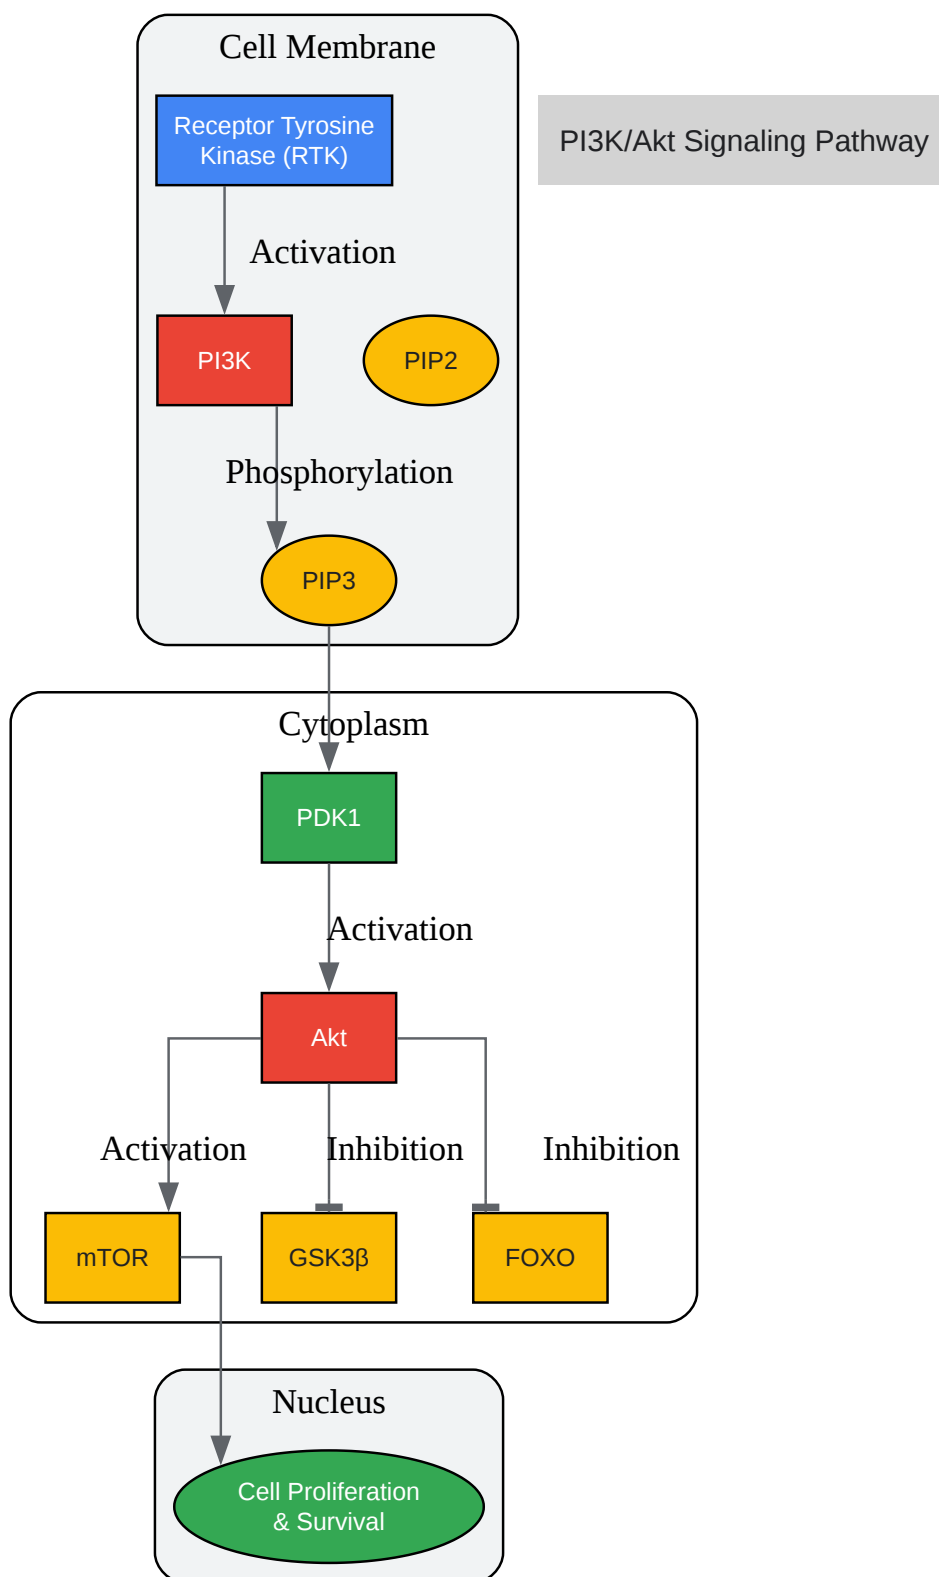 Cell Membrane
Receptor Tyrosine
Kinase (RTK)
PI3K/Akt Signaling Pathway
Activation
PI3K
PIP2
Phosphorylation
PIP3
Cytoplasm
PDK1
Activation
Akt
Activation
Inhibition
Inhibition
mTOR
GSK3β
FOXO
Nucleus
Cell Proliferation
& Survival